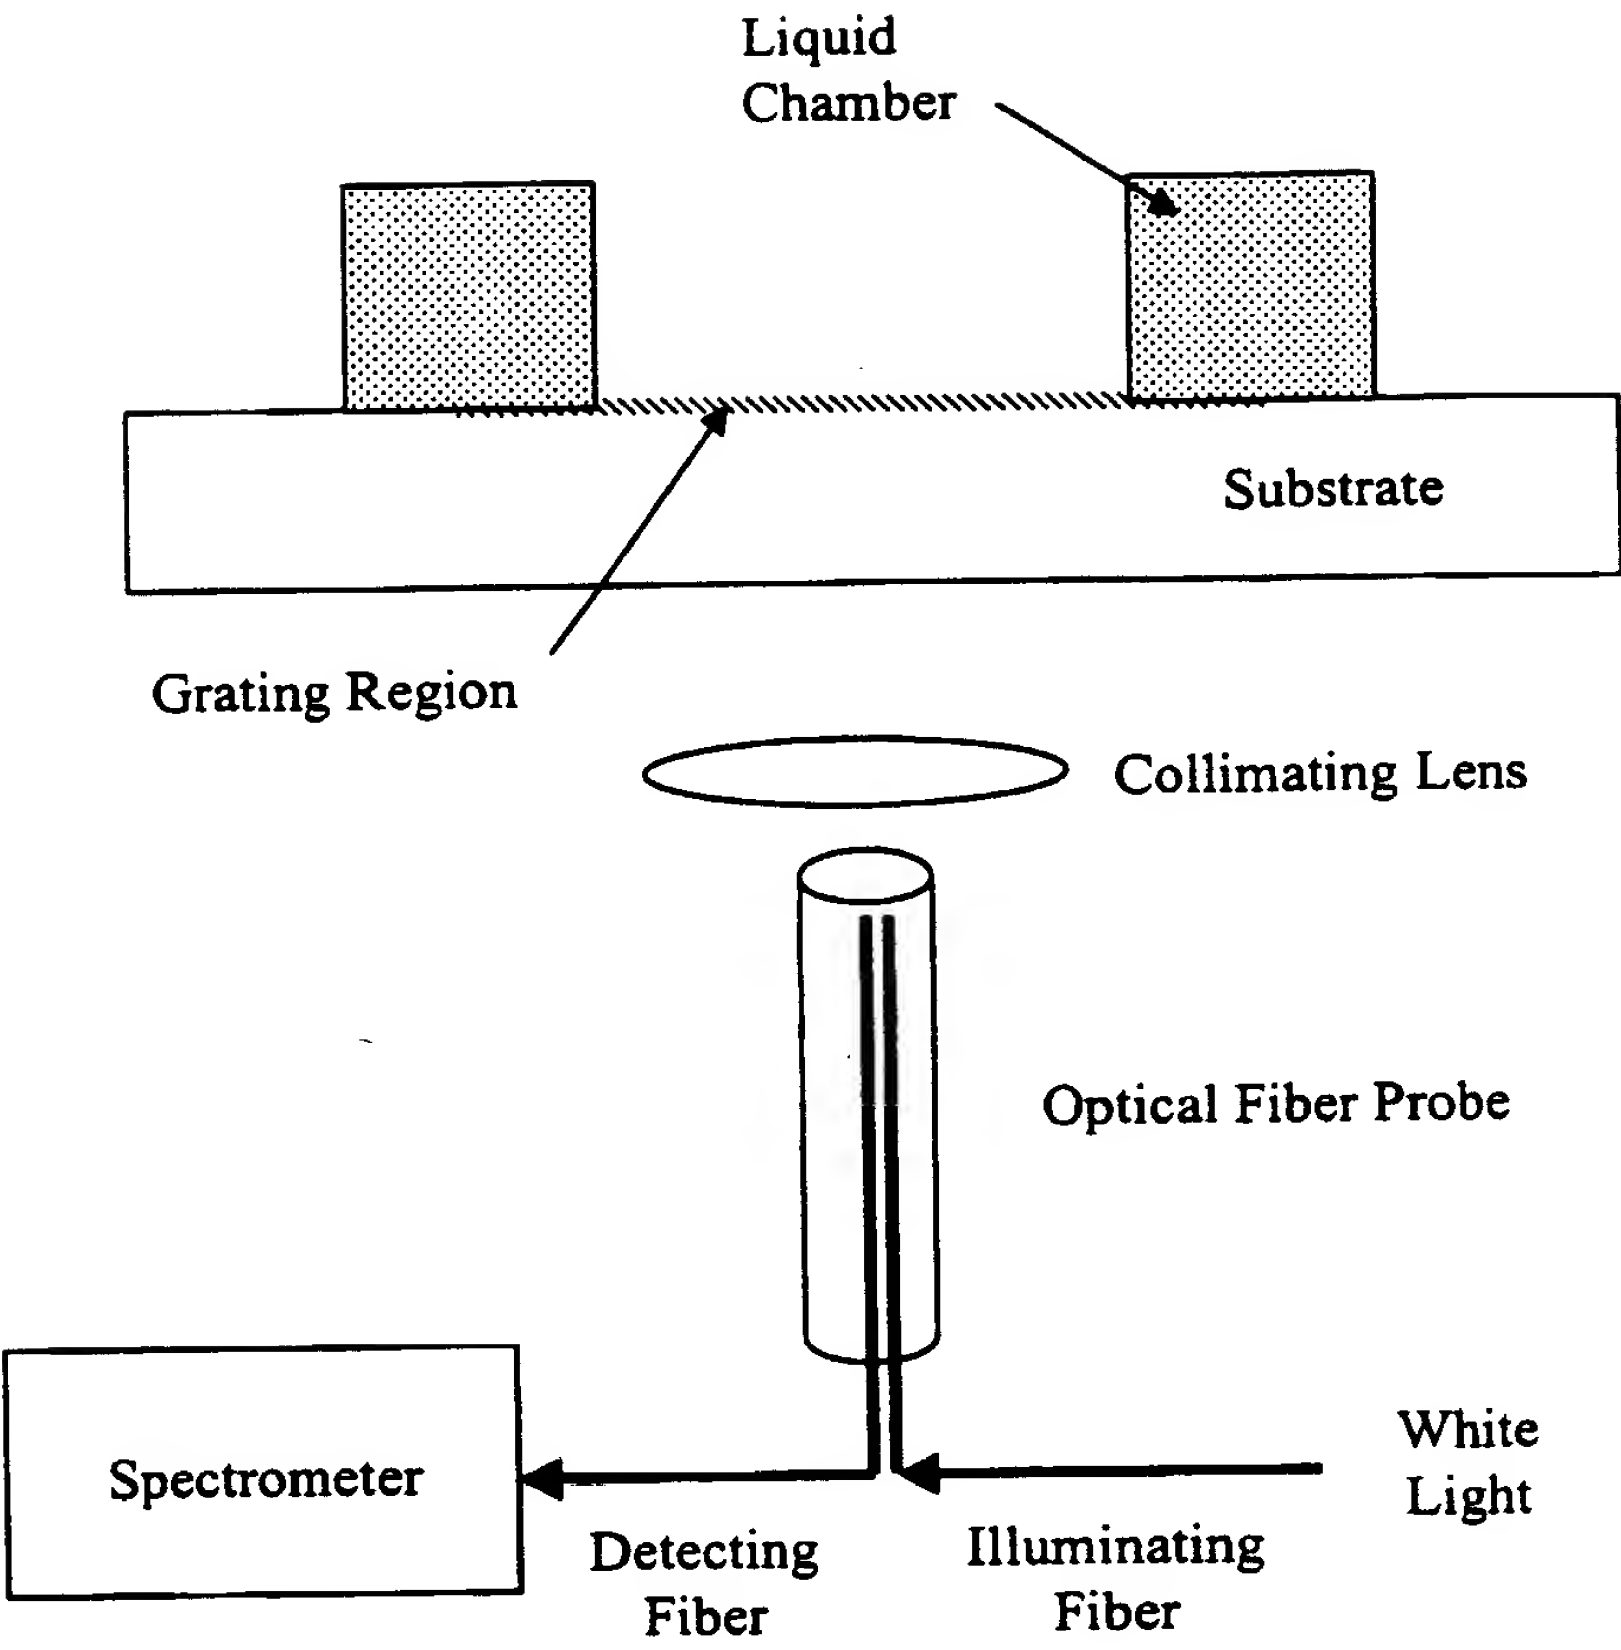 Liquid
Chamber
Substrate
Grating Region
Collimating Lens
Optical Fiber Probe
White
Light
Spectrometer
Detecting
Fiber
Illuminating
Fiber